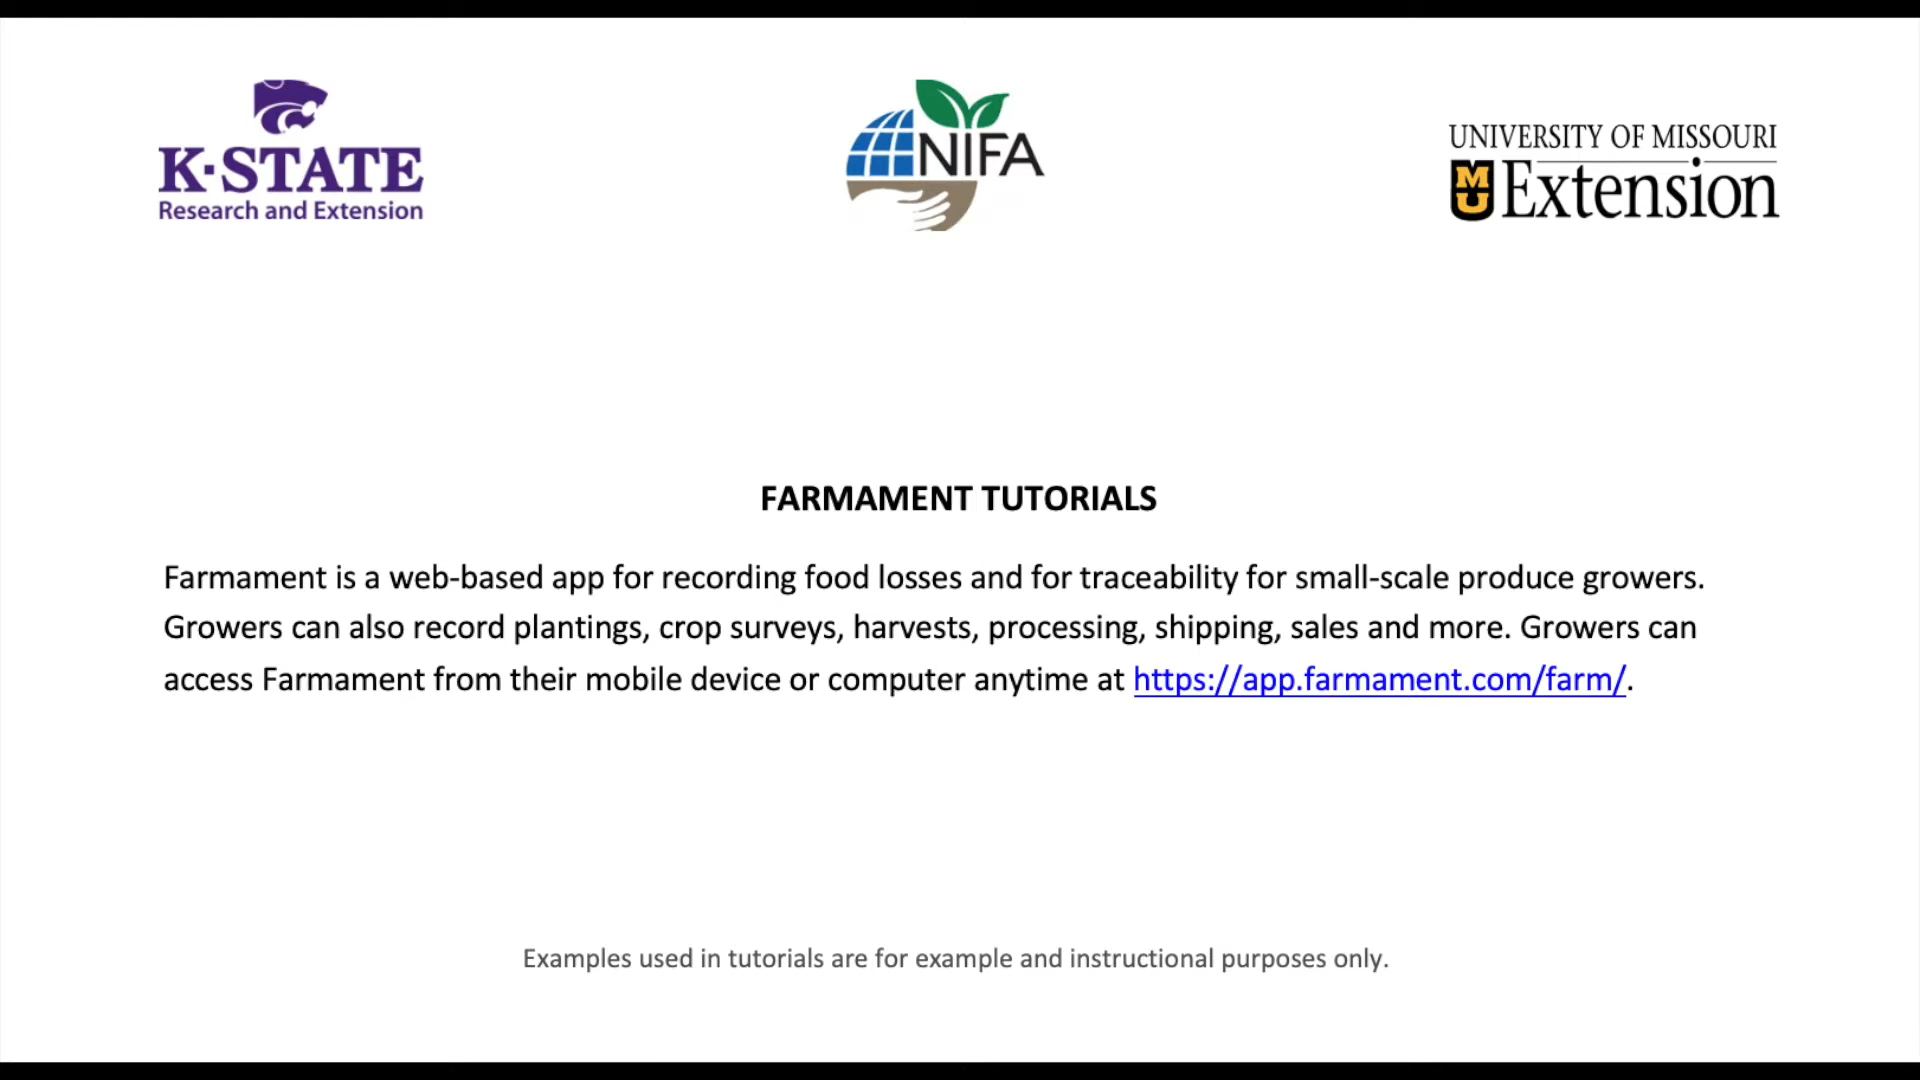 K-STATE
Research and Extension
NIFA
UNIVERSITY OF MISSOURI
MU Extension
FARMAMENT TUTORIALS
Farmament is a web-based app for recording food losses and for traceability for small-scale produce growers.
Growers can also record plantings, crop surveys, harvests, processing, shipping, sales and more. Growers can
access Farmament from their mobile device or computer anytime at https://app.farmament.com/farm/.
Examples used in tutorials are for example and instructional purposes only.